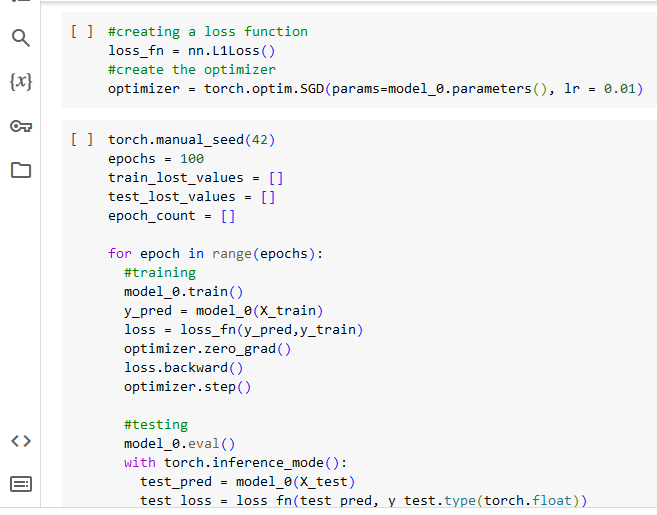 [ ] #creating a loss function
loss_fn = nn.L1Loss()
#create the optimizer
optimizer = torch.optim.SGD(params=model_0.parameters(), lr = 0.01)
{x}
[ ] torch.manual_seed(42)
epochs = 100
train_lost_values = []
test_lost_values = []
epoch_count = []
for epoch in range(epochs):
#training
model_0.train()
y_pred = model_0(X_train)
loss = loss_fn(y_pred,y_train)
optimizer.zero_grad()
loss.backward()
optimizer.step()
#testing
model_0.eval()
with torch.inference_mode():
test_pred = model_0(X_test)
test_loss = loss_fn(test_pred, y_test.type(torch.float))